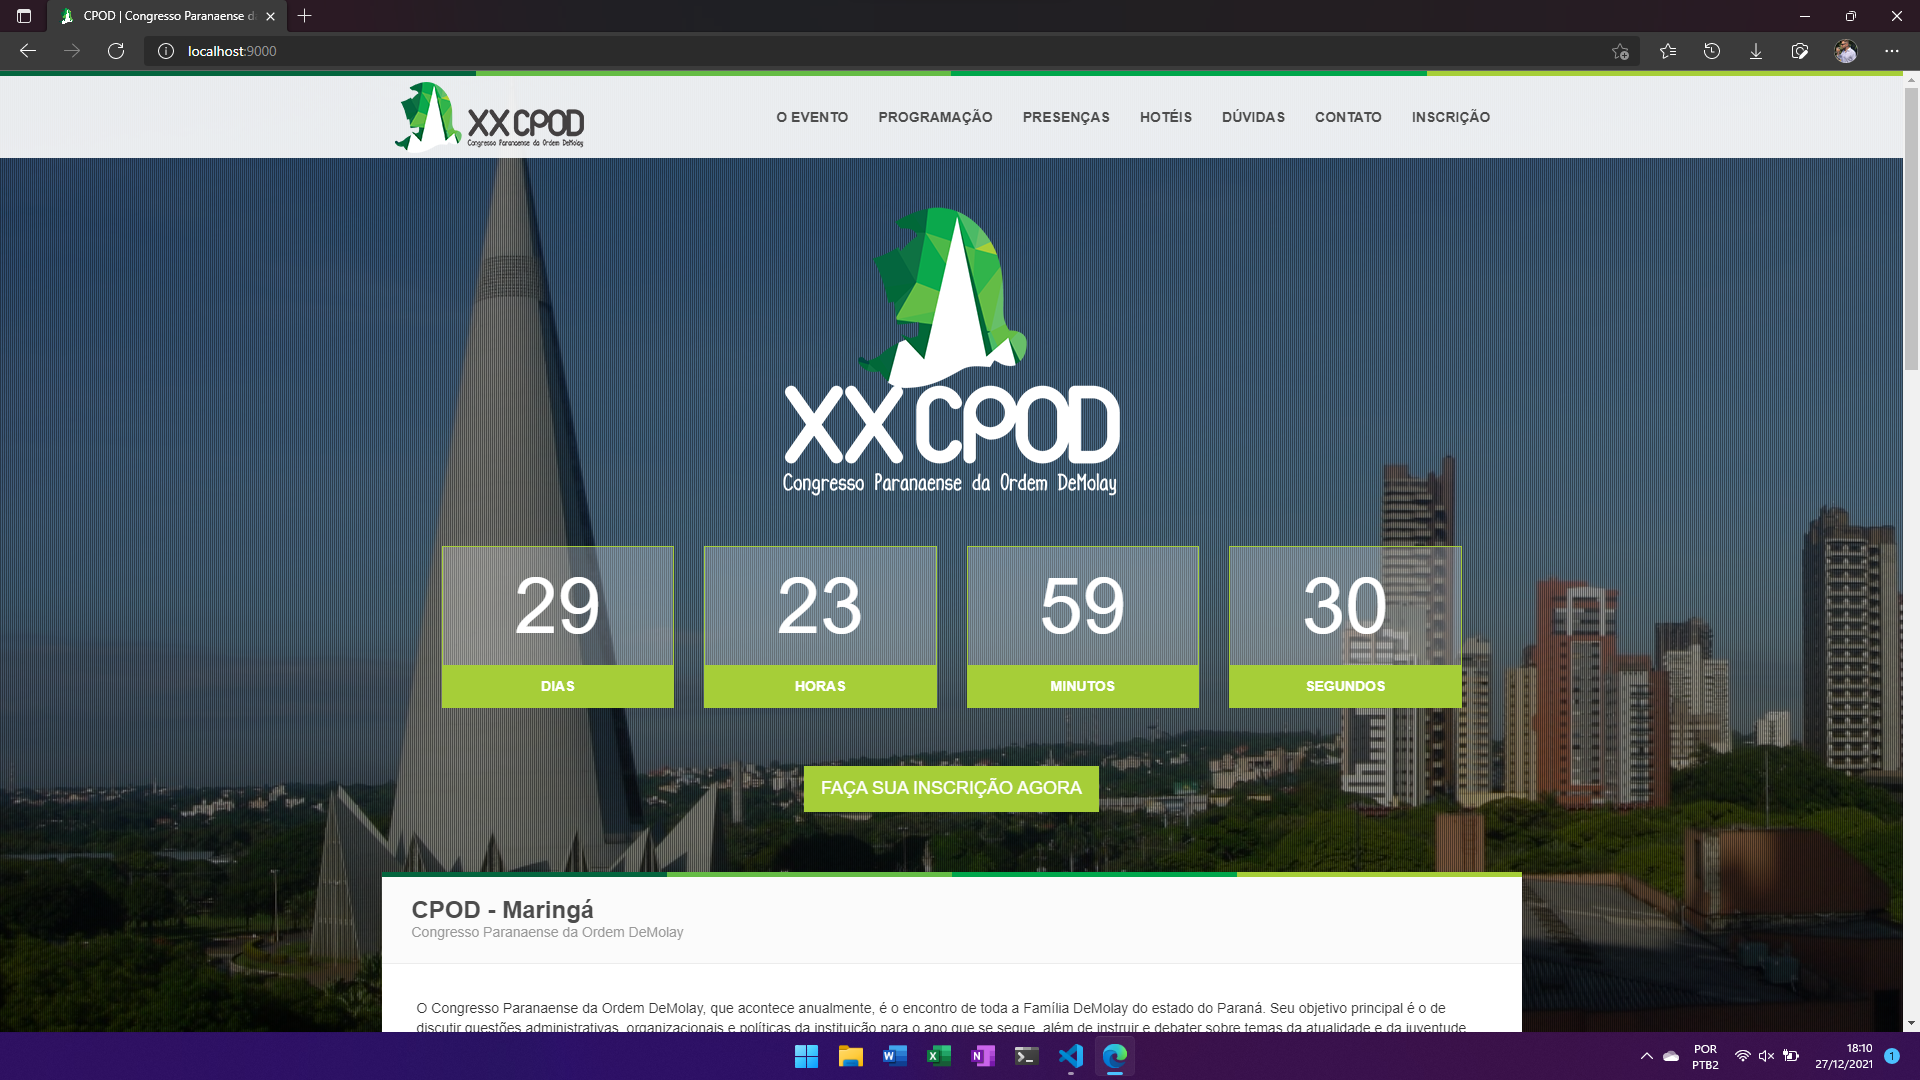 CPOD | Congresso Paranaense d
localhost:9000
XX CPOD
Congresso Paranaense da Ordem DeMolay
O EVENTO PROGRAMAÇÃO PRESENÇAS HOTÉIS DÚVIDAS CONTATO INSCRIÇÃO
XX CPOD
Congresso Paranaense da Ordem DeMolay
29 23 59 30
DIAS HORAS MINUTOS SEGUNDOS
FAÇA SUA INSCRIÇÃO AGORA
CPOD - Maringá
Congresso Paranaense da Ordem DeMolay
O Congresso Paranaense da Ordem DeMolay, que acontece anualmente, é o encontro de toda a Família DeMolay do estado do Paraná. Seu objetivo principal é o de
discutir questões administrativas, organizacionais e políticas da instituição para o ano que se segue, além de instruir e debater sobre temas da atualidade e da juventude
POR
PTB2
18:10
27/12/2021
1